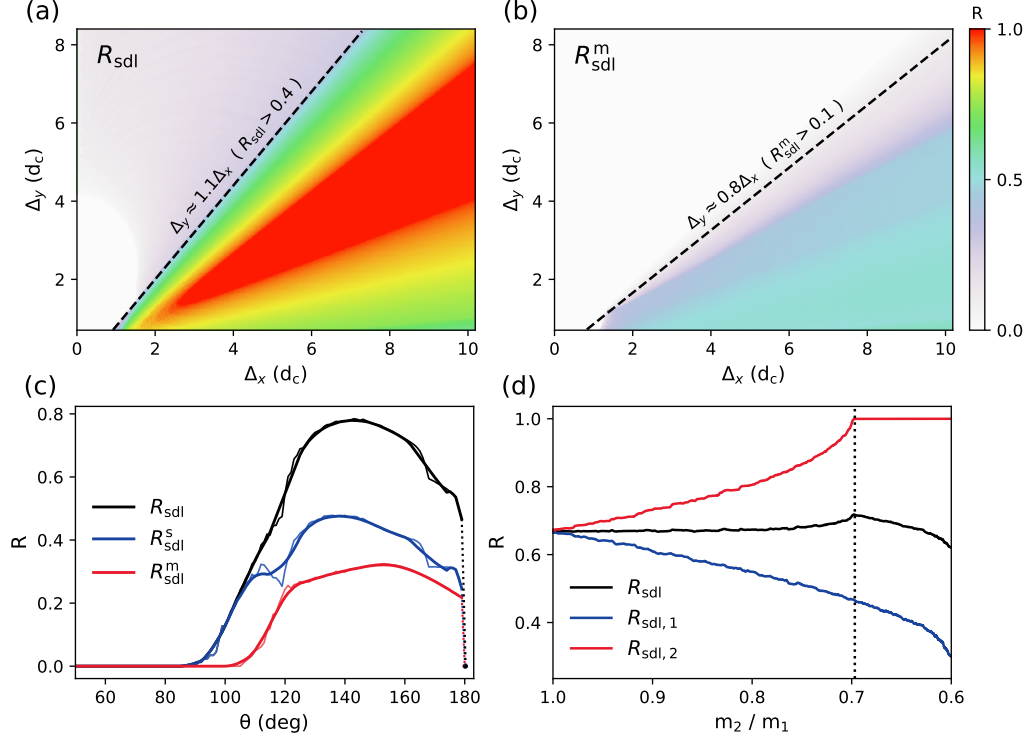 (a)
R_sdl
Δ_y ≈ 1.1Δ_x ( R_sdl > 0.4 )
8
6
4
2
0 2 4 6 8 10
Δ_y (d_c)
Δ_x (d_c)
(b)
R^m_sdl
Δ_y ≈ 0.8Δ_x ( R^m_sdl > 0.1 )
8
6
4
2
0 2 4 6 8 10
Δ_y (d_c)
Δ_x (d_c)
R
1.0
0.5
0.0
(c)
0.8
0.6
0.4
0.2
0.0
R
R_sdl
R^s_sdl
R^m_sdl
60 80 100 120 140 160 180
θ (deg)
(d)
1.0
0.8
0.6
0.4
R
R_sdl
R_sdl, 1
R_sdl, 2
1.0 0.9 0.8 0.7 0.6
m_2 / m_1